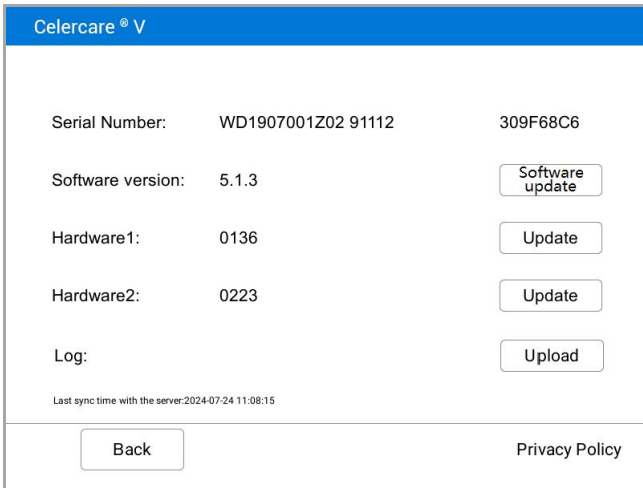 Celercare ® V
Serial Number: WD1907001Z02 91112 309F68C6
Software version: 5.1.3 Software update
Hardware1: 0136 Update
Hardware2: 0223 Update
Log: Upload
Last sync time with the server:2024-07-24 11:08:15
Back Privacy Policy